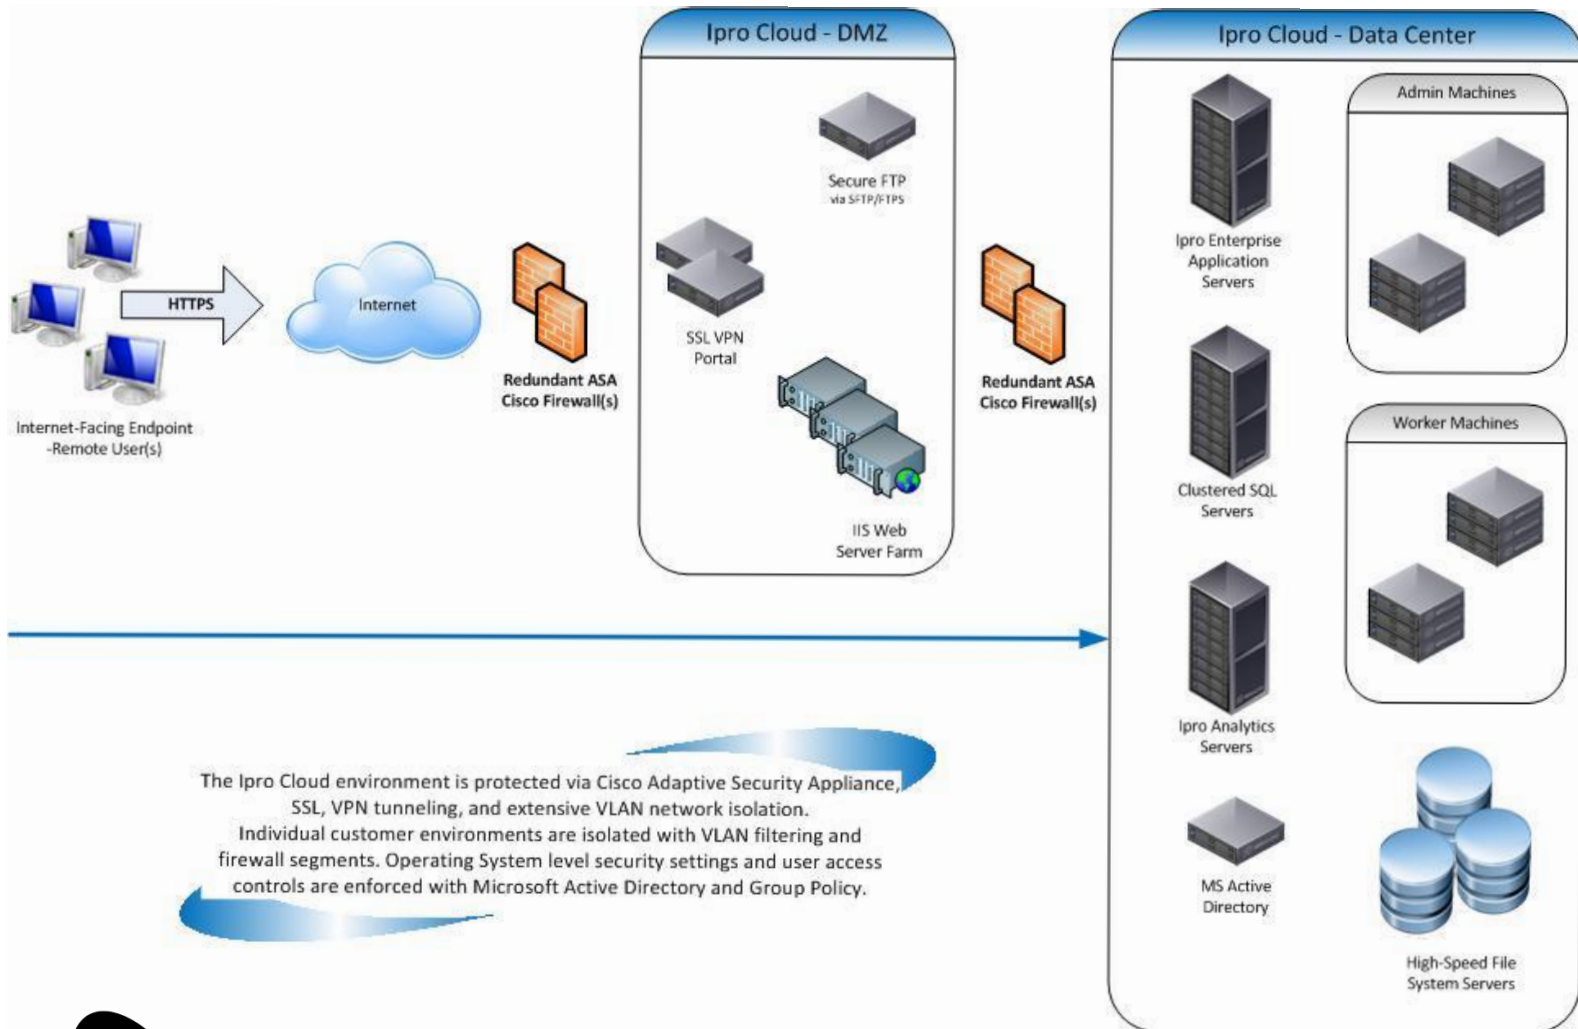 Ipro Cloud - DMZ
Ipro Cloud - Data Center
Admin Machines
Secure FTP
via SFTP/FTPS
Ipro Enterprise
Application
Servers
HTTPS
Internet
SSL VPN
Portal
Redundant ASA
Cisco Firewall(s)
Redundant ASA
Cisco Firewall(s)
Internet-Facing Endpoint
-Remote User(s)
Worker Machines
Clustered SQL
Servers
IIS Web
Server Farm
Ipro Analytics
Servers
The Ipro Cloud environment is protected via Cisco Adaptive Security Appliance,
SSL, VPN tunneling, and extensive VLAN network isolation.
Individual customer environments are isolated with VLAN filtering and
firewall segments. Operating System level security settings and user access
controls are enforced with Microsoft Active Directory and Group Policy.
MS Active
Directory
High-Speed File
System Servers